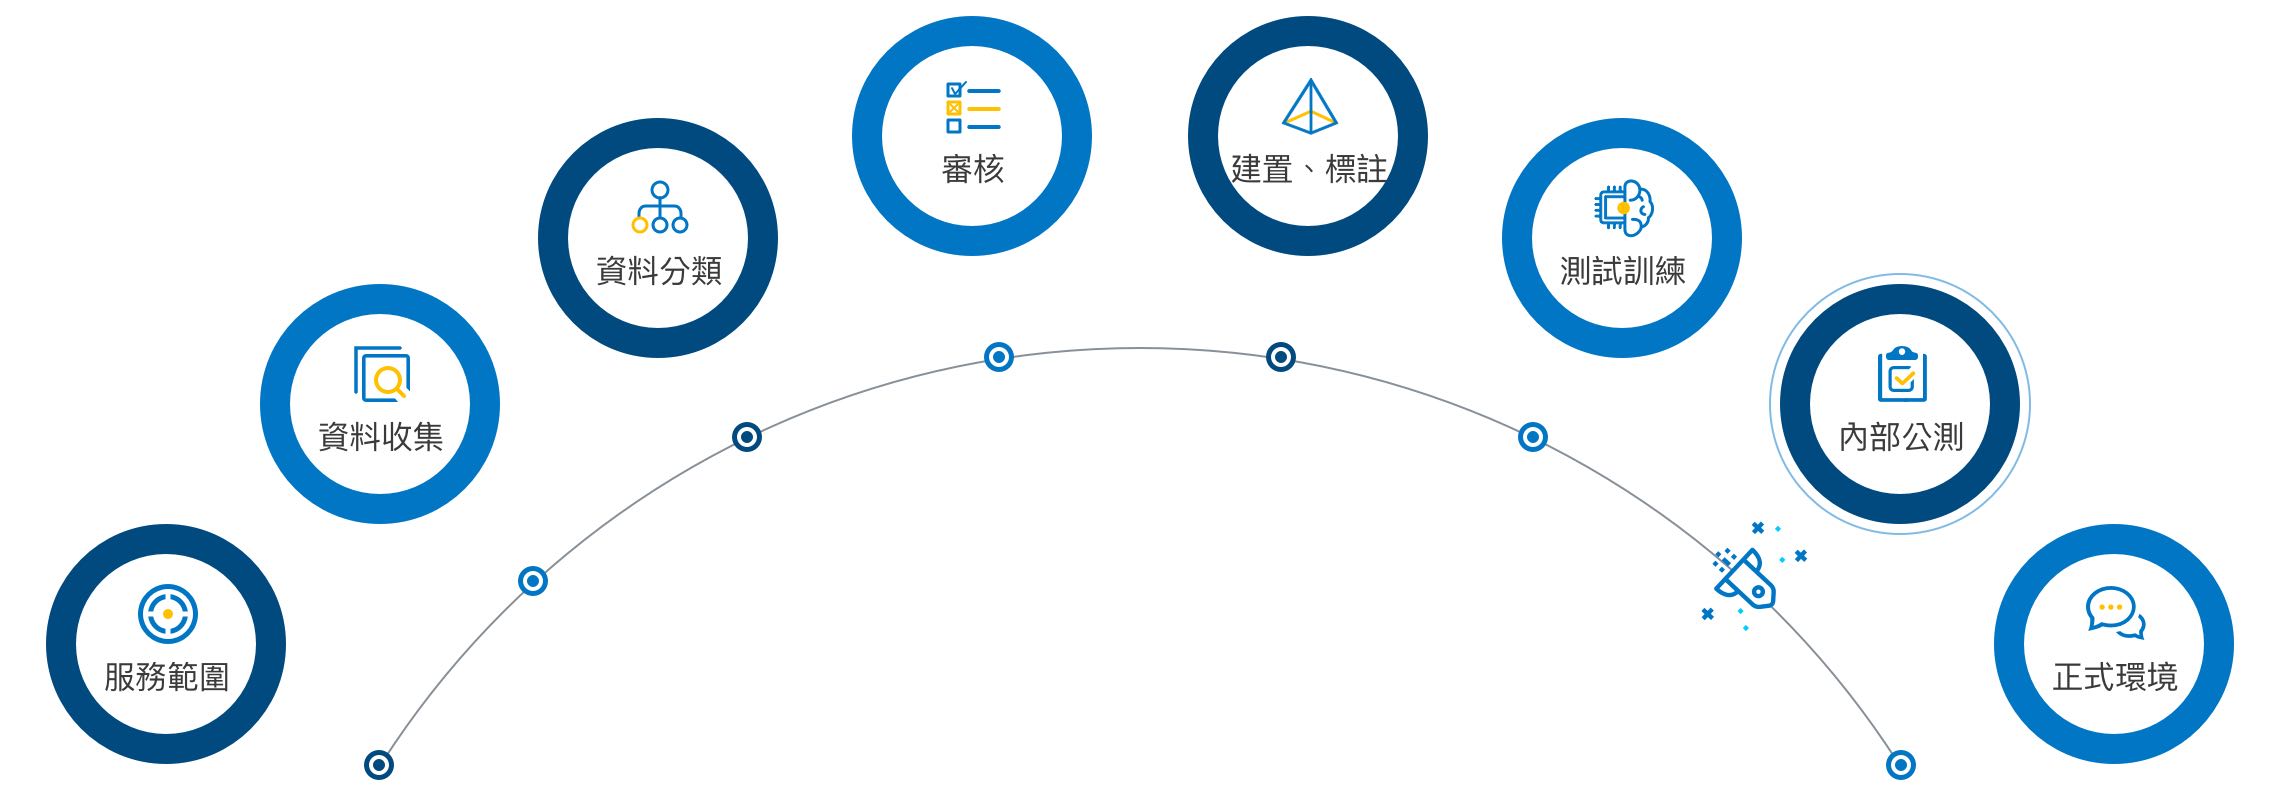 服務範圍
資料收集
資料分類
審核
建置、標註
測試訓練
內部公測
正式環境